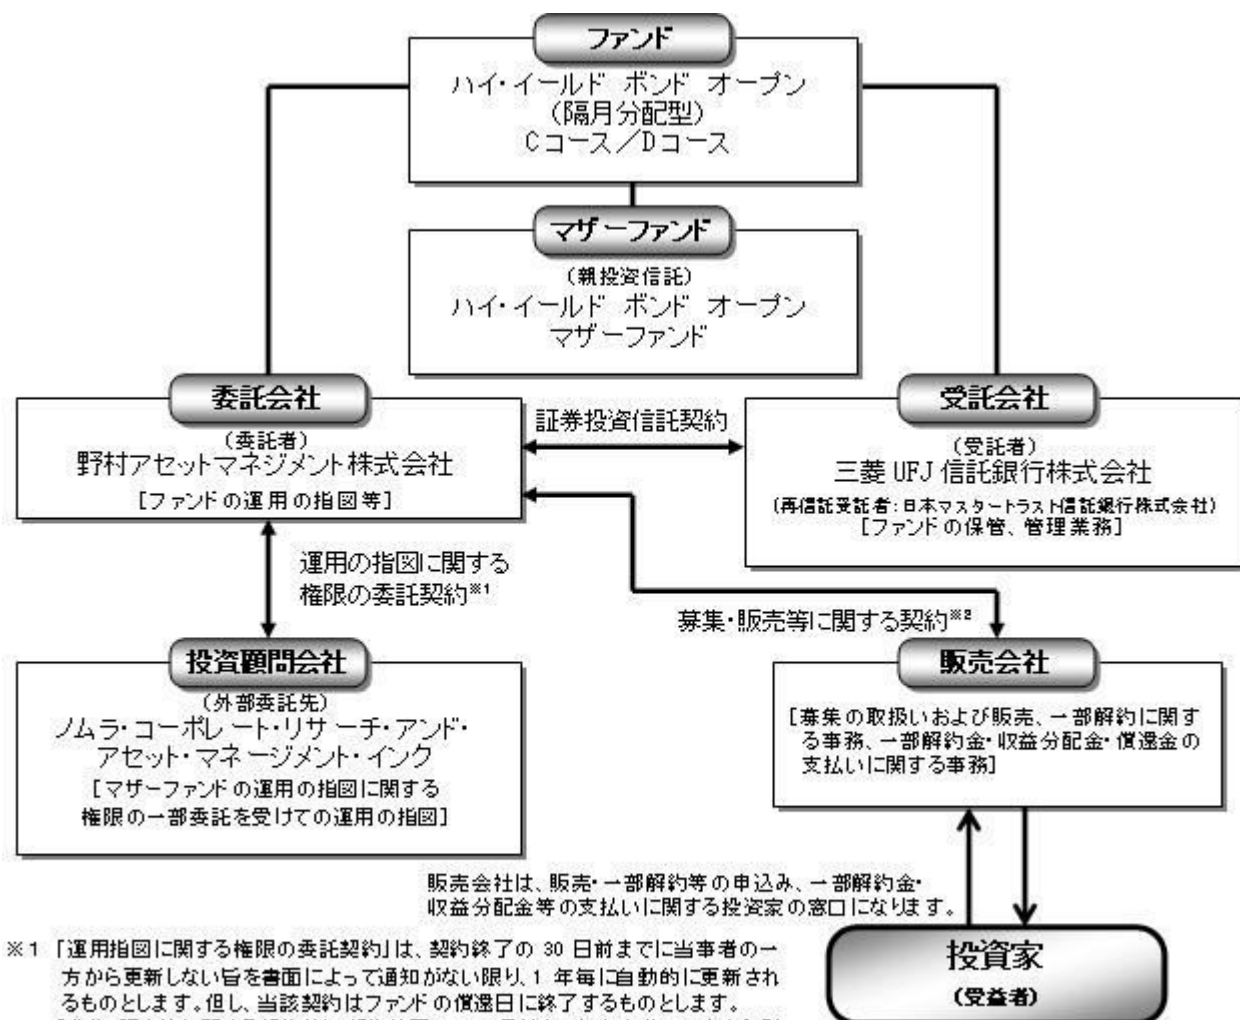 ファンド
ハイ・イールド ボンド オープン
(隔月分配型)
Cコース／Dコース
マザーファンド
(親投資信託)
ハイ・イールド ボンド オープン
マザーファンド
委託会社
(委託者)
野村アセットマネジメント株式会社
[ファンドの運用の指図等]
証券投資信託契約
受託会社
(受託者)
三菱UFJ信託銀行株式会社
(再信託受託者:日本マスタートラスト信託銀行株式会社)
[ファンドの保管、管理業務]
運用の指図に関する
権限の委託契約※1
募集・販売等に関する契約※2
投資顧問会社
(外部委託先)
ノムラ・コーポレート・リサーチ・アンド・
アセット・マネージメント・インク
[マザーファンドの運用の指図に関する
権限の一部委託を受けての運用の指図]
販売会社
[募集の取扱いおよび販売、一部解約に関す
る事務、一部解約金・収益分配金・償還金の
支払いに関する事務]
販売会社は、販売・一部解約等の申込み、一部解約金・
収益分配金等の支払いに関する投資家の窓口になります。
投資家
(受益者)
※1「運用指図に関する権限の委託契約」は、契約終了の 30 日前までに当事者の一
方から更新しない旨を書面によって通知がない限り、1 年毎に自動的に更新され
るものとします。但し、当該契約はファンドの償還日に終了するものとします。